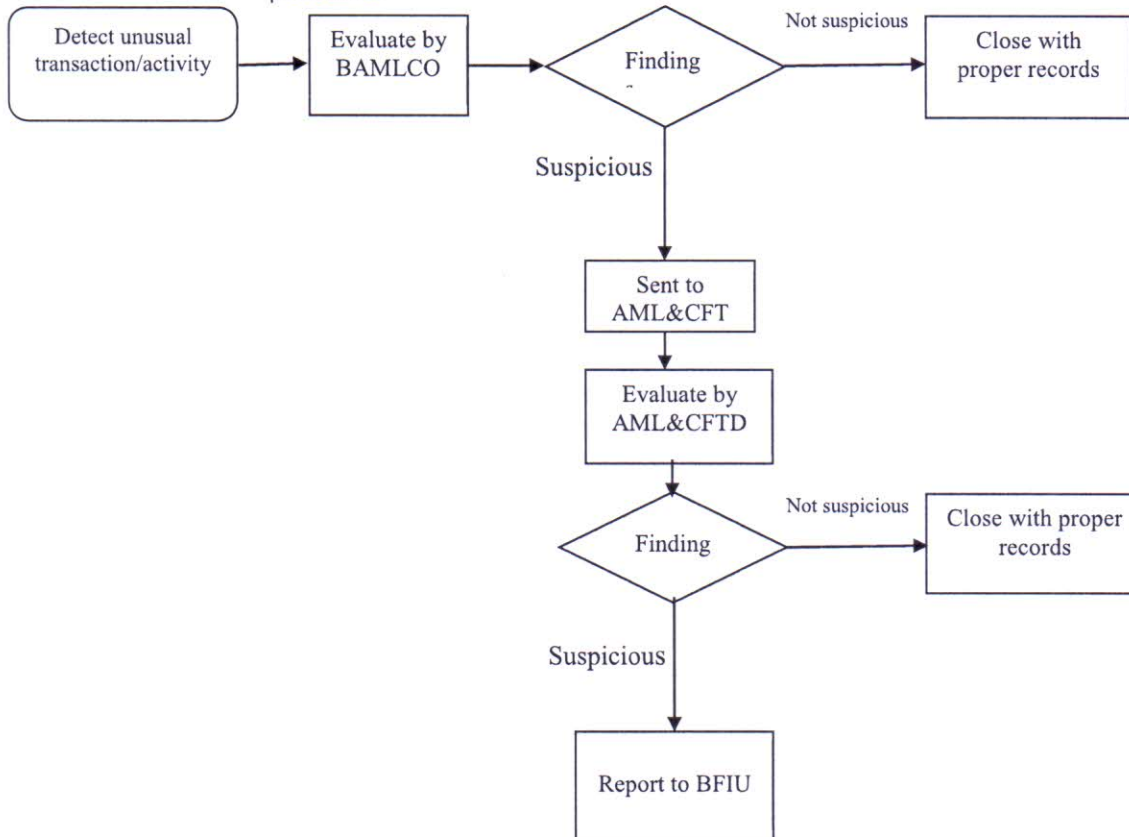 Detect unusual
transaction/activity
Evaluate by
BAMLCO
Finding
Not suspicious
Close with
proper records
Suspicious
Sent to
AML&CFT
Evaluate by
AML&CFTD
Finding
Not suspicious
Close with proper
records
Suspicious
Report to BFIU